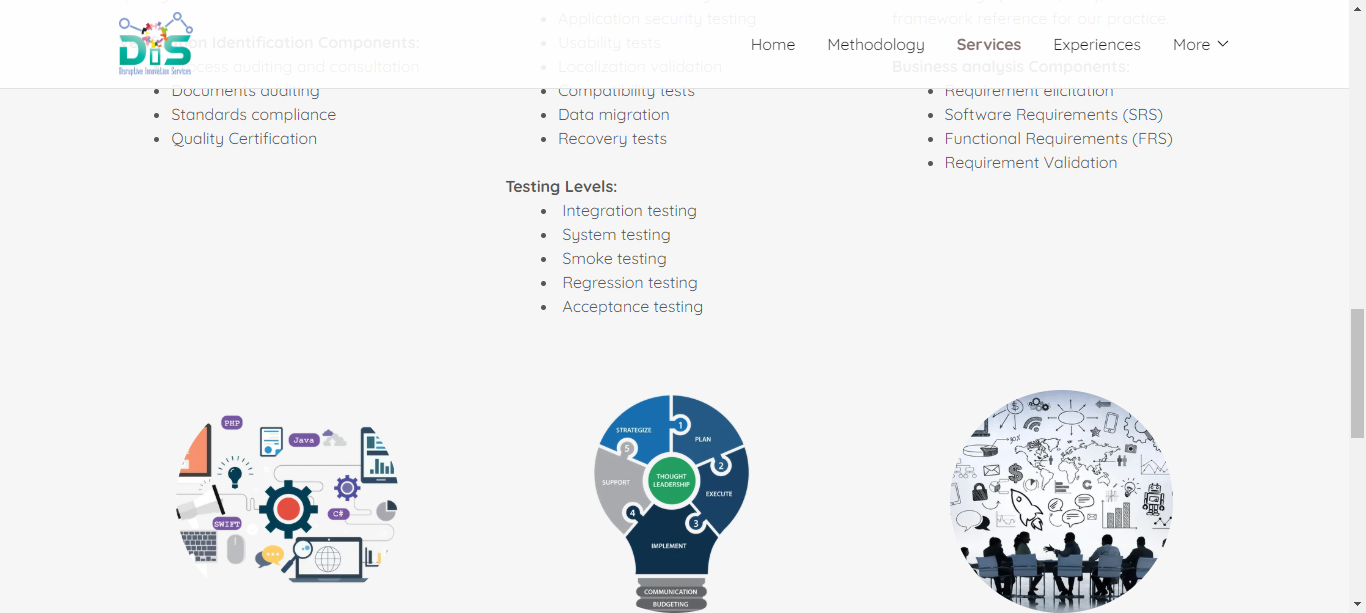 DiS
Disruptive Innovation Services
Home
Methodology
Services
Experiences
More
on Identification Components:
ocess auditing and consultation
Documents auditing
Standards compliance
Quality Certification
Application security testing
Usability tests
Localization validation
Compatibility tests
Data migration
Recovery tests
Testing Levels:
Integration testing
System testing
Smoke testing
Regression testing
Acceptance testing
framework reference for our practice.
Business analysis Components:
Requirement elicitation
Software Requirements (SRS)
Functional Requirements (FRS)
Requirement Validation
PHP
Java
C#
SWIFT
STRATEGIZE
1
PLAN
5
2
SUPPORT
THOUGHT
LEADERSHIP
EXECUTE
4
3
IMPLEMENT
COMMUNICATION
BUDGETING